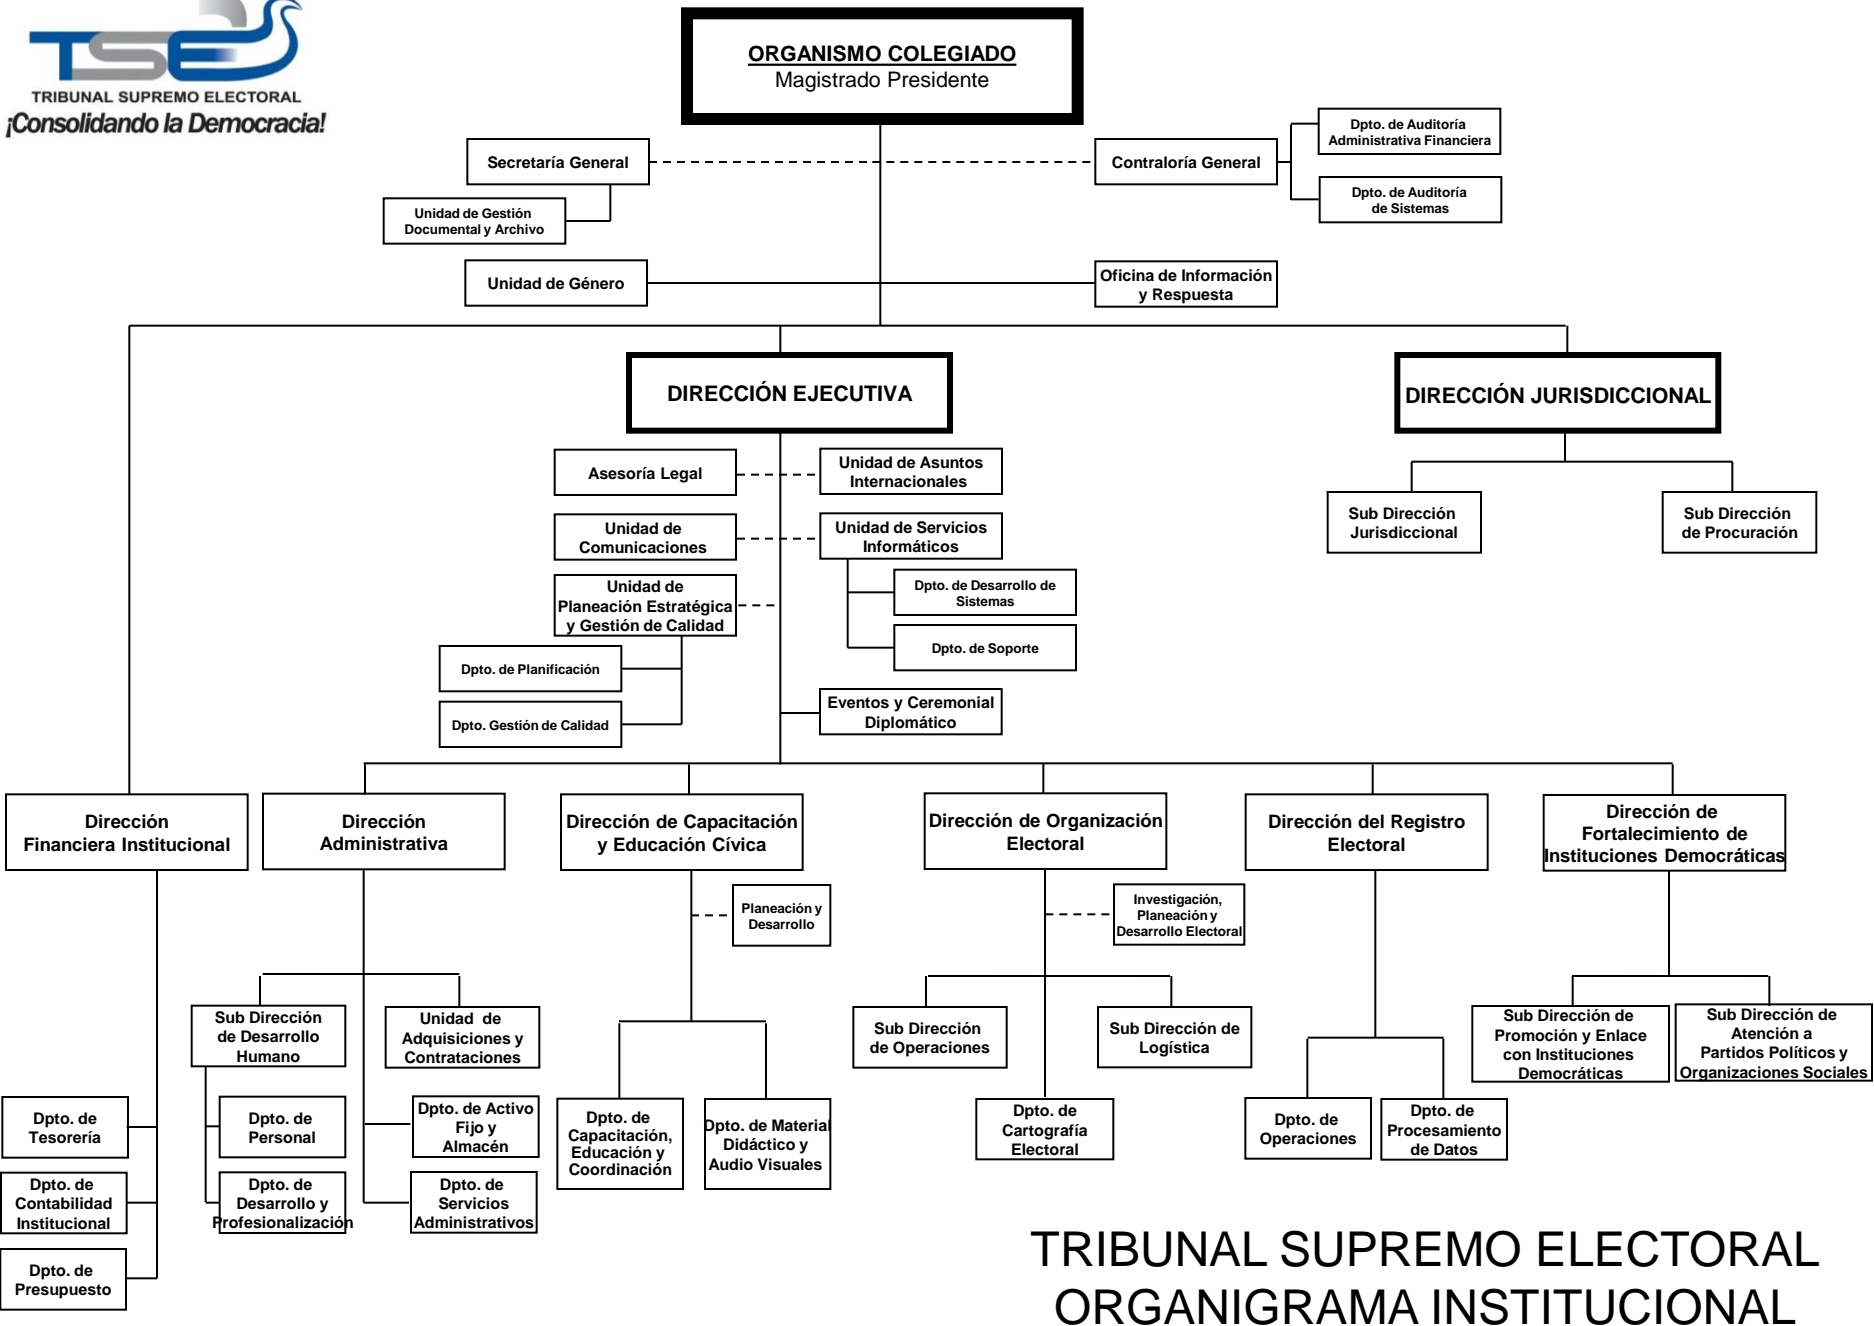 TSE
TRIBUNAL SUPREMO ELECTORAL
¡Consolidando la Democracia!
ORGANISMO COLEGIADO
Magistrado Presidente
Secretaría General
Contraloría General
Dpto. de Auditoría
Administrativa Financiera
Dpto. de Auditoría
de Sistemas
Unidad de Gestión
Documental y Archivo
Unidad de Género
Oficina de Información
y Respuesta
DIRECCIÓN EJECUTIVA
DIRECCIÓN JURISDICCIONAL
Asesoría Legal
Unidad de Asuntos
Internacionales
Sub Dirección
Jurisdiccional
Sub Dirección
de Procuración
Unidad de
Comunicaciones
Unidad de Servicios
Informáticos
Unidad de
Planeación Estratégica
y Gestión de Calidad
Dpto. de Desarrollo de
Sistemas
Dpto. de Soporte
Dpto. de Planificación
Dpto. Gestión de Calidad
Eventos y Ceremonial
Diplomático
Dirección
Financiera Institucional
Dirección
Administrativa
Dirección de Capacitación
y Educación Cívica
Dirección de Organización
Electoral
Dirección del Registro
Electoral
Dirección de
Fortalecimiento de
Instituciones Democráticas
Planeación y
Desarrollo
Investigación,
Planeación y
Desarrollo Electoral
Sub Dirección
de Desarrollo
Humano
Unidad de
Adquisiciones y
Contrataciones
Sub Dirección
de Operaciones
Sub Dirección de
Logística
Sub Dirección de
Promoción y Enlace
con Instituciones
Democráticas
Sub Dirección de
Atención a
Partidos Políticos y
Organizaciones Sociales
Dpto. de
Tesorería
Dpto. de
Personal
Dpto. de Activo
Fijo y
Almacén
Dpto. de
Capacitación,
Educación y
Coordinación
Dpto. de Material
Didáctico y
Audio Visuales
Dpto. de
Cartografía
Electoral
Dpto. de
Operaciones
Dpto. de
Procesamiento
de Datos
Dpto. de
Contabilidad
Institucional
Dpto. de
Desarrollo y
Profesionalización
Dpto. de
Servicios
Administrativos
Dpto. de
Presupuesto
TRIBUNAL SUPREMO ELECTORAL
ORGANIGRAMA INSTITUCIONAL